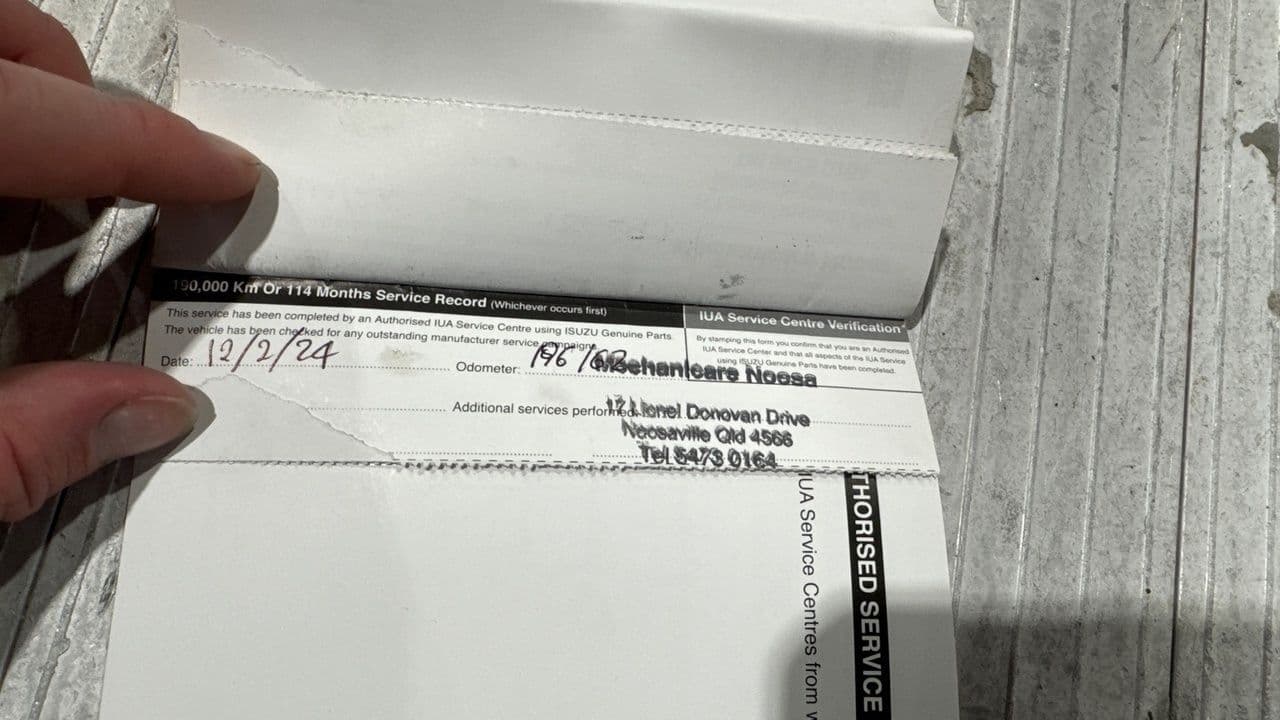 190,000 Km Or 114 Months Service Record (Whichever occurs first)
This service has been completed by an Authorised IUA Service Centre using ISUZU Genuine Parts.
The vehicle has been checked for any outstanding manufacturer service campaigns.
Date: 12/2/24
Odometer: 196
Additional services performed:
IUA Service Centre Verification
By stamping this form you confirm that you are an Authorised
IUA Service Center and that all aspects of the IUA Service
using ISUZU Genuine Parts have been completed.
Mechanicare Noosa
Lionel Donovan Drive
Noosaville Qld 4566
Tel 5473 0164
THORISED SERVICE
IUA Service Centres from